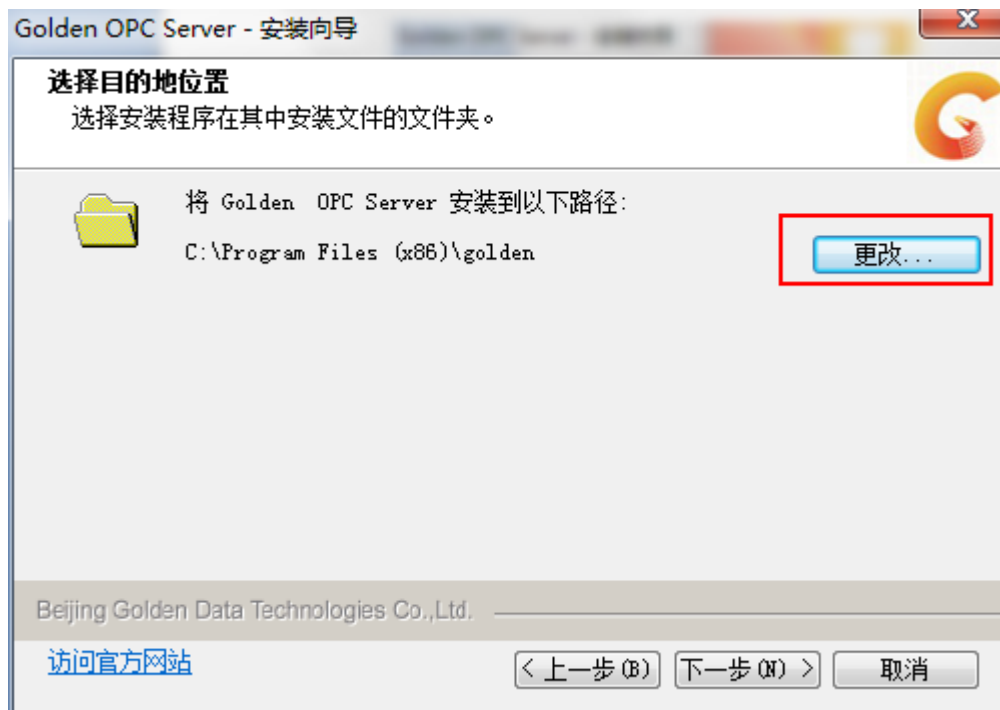 Golden OPC Server - 安装向导
选择目的地位置
选择安装程序在其中安装文件的文件夹。
将 Golden OPC Server 安装到以下路径:
C:\Program Files (x86)\golden
更改...
Beijing Golden Data Technologies Co.,Ltd.
访问官方网站
< 上一步(B)
下一步(N) >
取消